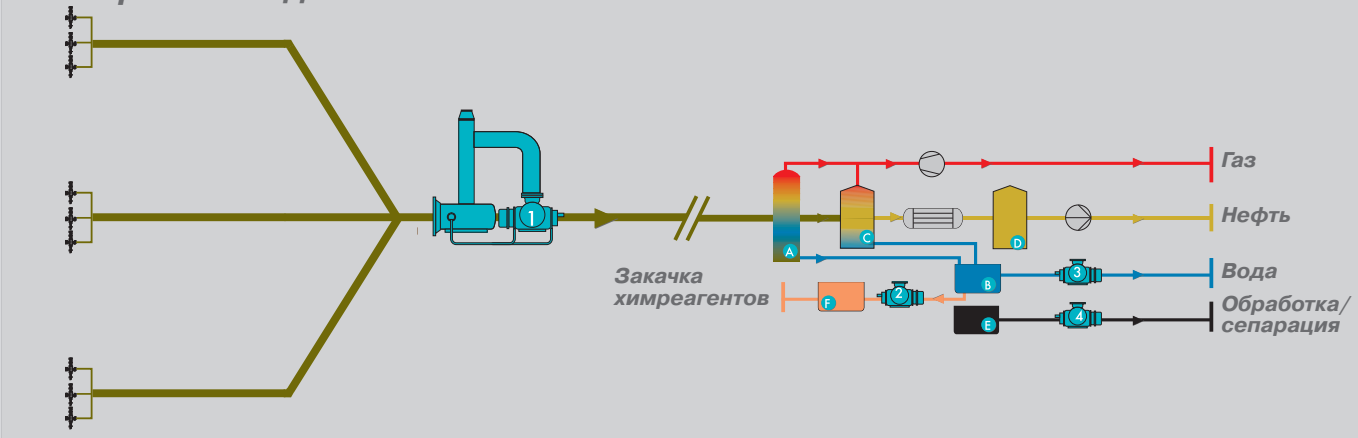 1
Газ
Нефть
A
C
D
Закачка
химреагентов
B
3
Вода
F
2
E
4
Обработка/
сепарация